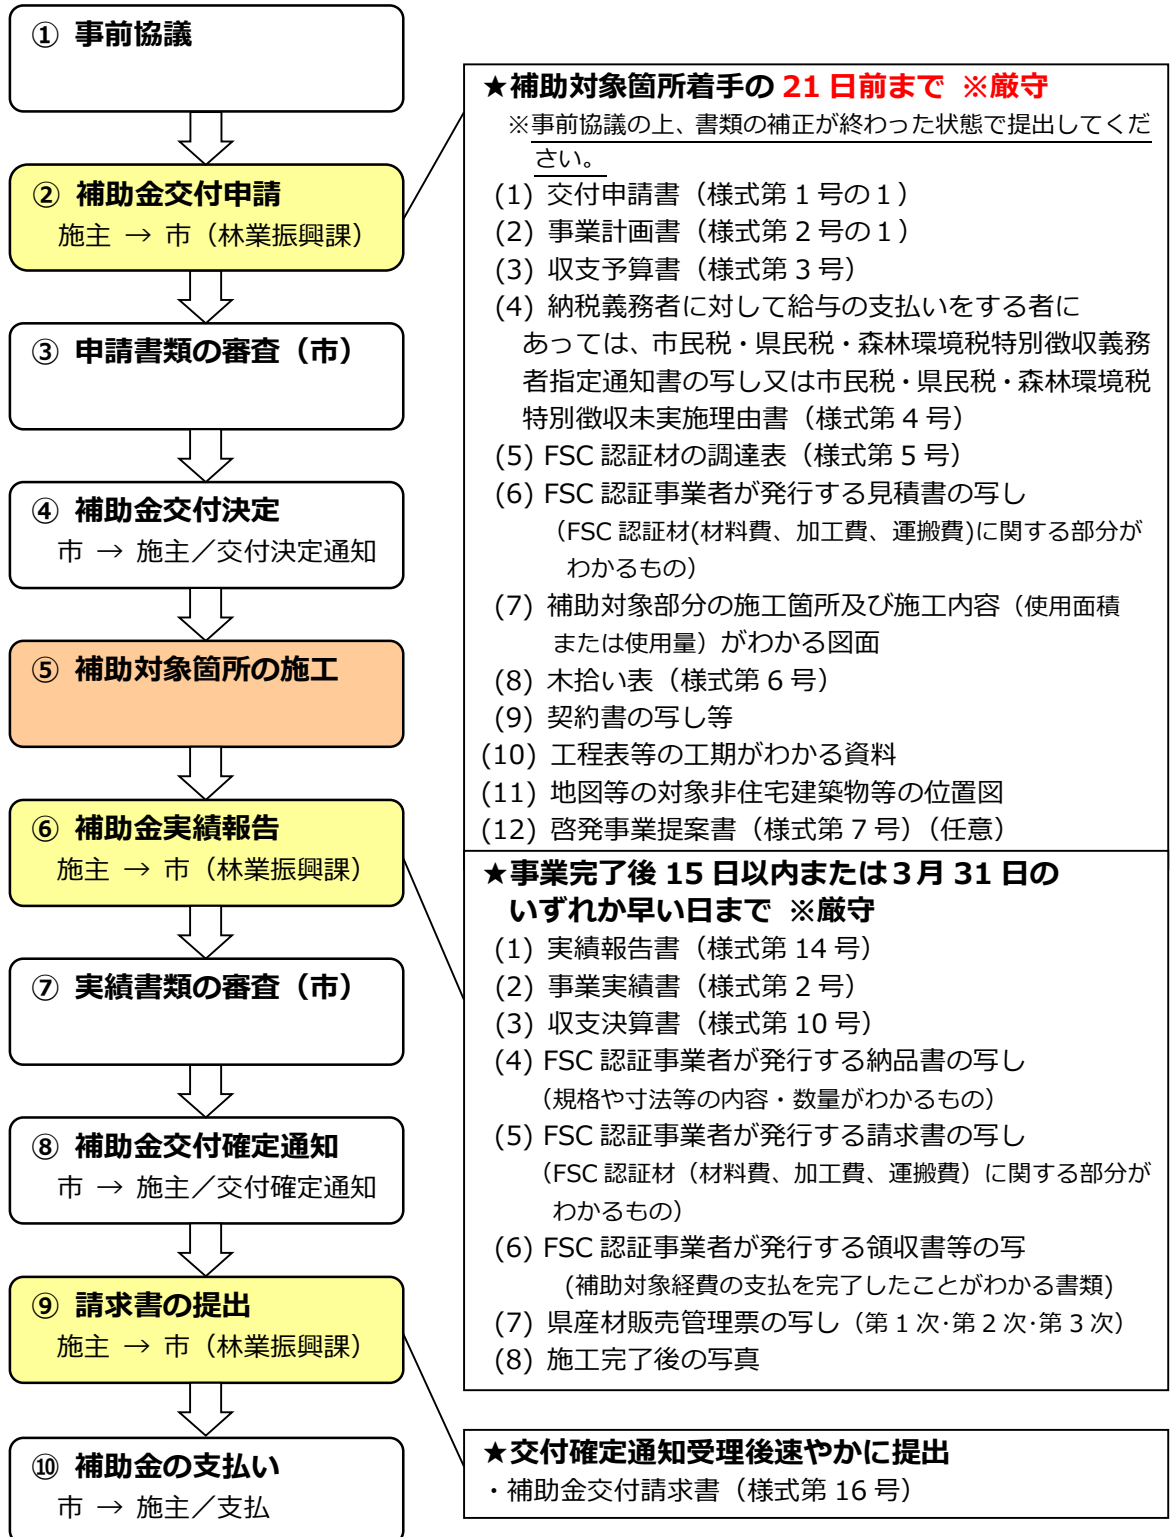 ① 事前協議
② 補助金交付申請
施主 → 市（林業振興課）
③ 申請書類の審査（市）
④ 補助金交付決定
市 → 施主／交付決定通知
⑤ 補助対象箇所の施工
⑥ 補助金実績報告
施主 → 市（林業振興課）
⑦ 実績書類の審査（市）
⑧ 補助金交付確定通知
市 → 施主／交付確定通知
⑨ 請求書の提出
施主 → 市（林業振興課）
⑩ 補助金の支払い
市 → 施主／支払
★補助対象箇所着手の 21 日前まで ※厳守
※事前協議の上、書類の補正が終わった状態で提出してくだ
さい。
(1) 交付申請書（様式第１号の１）
(2) 事業計画書（様式第２号の１）
(3) 収支予算書（様式第３号）
(4) 納税義務者に対して給与の支払いをする者に
あっては、市民税・県民税・森林環境税特別徴収義務
者指定通知書の写し又は市民税・県民税・森林環境税
特別徴収未実施理由書（様式第４号）
(5) FSC 認証材の調達表（様式第５号）
(6) FSC 認証事業者が発行する見積書の写し
（FSC 認証材(材料費、加工費、運搬費)に関する部分が
わかるもの）
(7) 補助対象部分の施工箇所及び施工内容（使用面積
または使用量）がわかる図面
(8) 木拾い表（様式第６号）
(9) 契約書の写し等
(10) 工程表等の工期がわかる資料
(11) 地図等の対象非住宅建築物等の位置図
(12) 啓発事業提案書（様式第７号）（任意）
★事業完了後 15 日以内または３月 31 日の
いずれか早い日まで ※厳守
(1) 実績報告書（様式第 14 号）
(2) 事業実績書（様式第２号）
(3) 収支決算書（様式第 10 号）
(4) FSC 認証事業者が発行する納品書の写し
（規格や寸法等の内容・数量がわかるもの）
(5) FSC 認証事業者が発行する請求書の写し
（FSC 認証材（材料費、加工費、運搬費）に関する部分が
わかるもの）
(6) FSC 認証事業者が発行する領収書等の写
(補助対象経費の支払を完了したことがわかる書類)
(7) 県産材販売管理票の写し（第１次･第２次･第３次）
(8) 施工完了後の写真
★交付確定通知受理後速やかに提出
・補助金交付請求書（様式第 16 号）